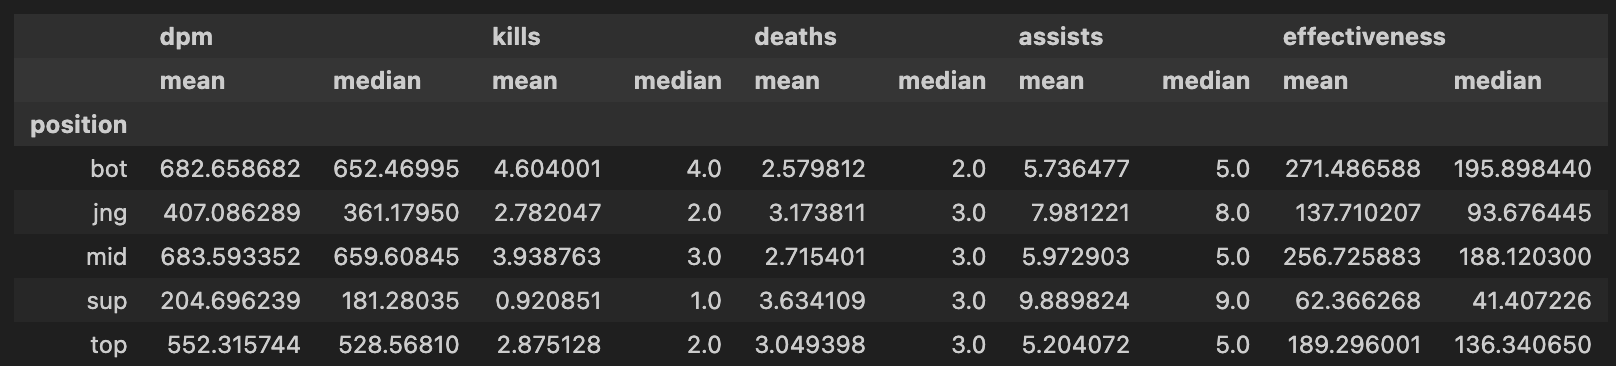 dpm kills deaths assists effectiveness
mean median mean median mean median mean median mean median
position
bot 682.658682 652.46995 4.604001 4.0 2.579812 2.0 5.736477 5.0 271.486588 195.898440
jng 407.086289 361.17950 2.782047 2.0 3.173811 3.0 7.981221 8.0 137.710207 93.676445
mid 683.593352 659.60845 3.938763 3.0 2.715401 3.0 5.972903 5.0 256.725883 188.120300
sup 204.696239 181.28035 0.920851 1.0 3.634109 3.0 9.889824 9.0 62.366268 41.407226
top 552.315744 528.56810 2.875128 2.0 3.049398 3.0 5.204072 5.0 189.296001 136.340650